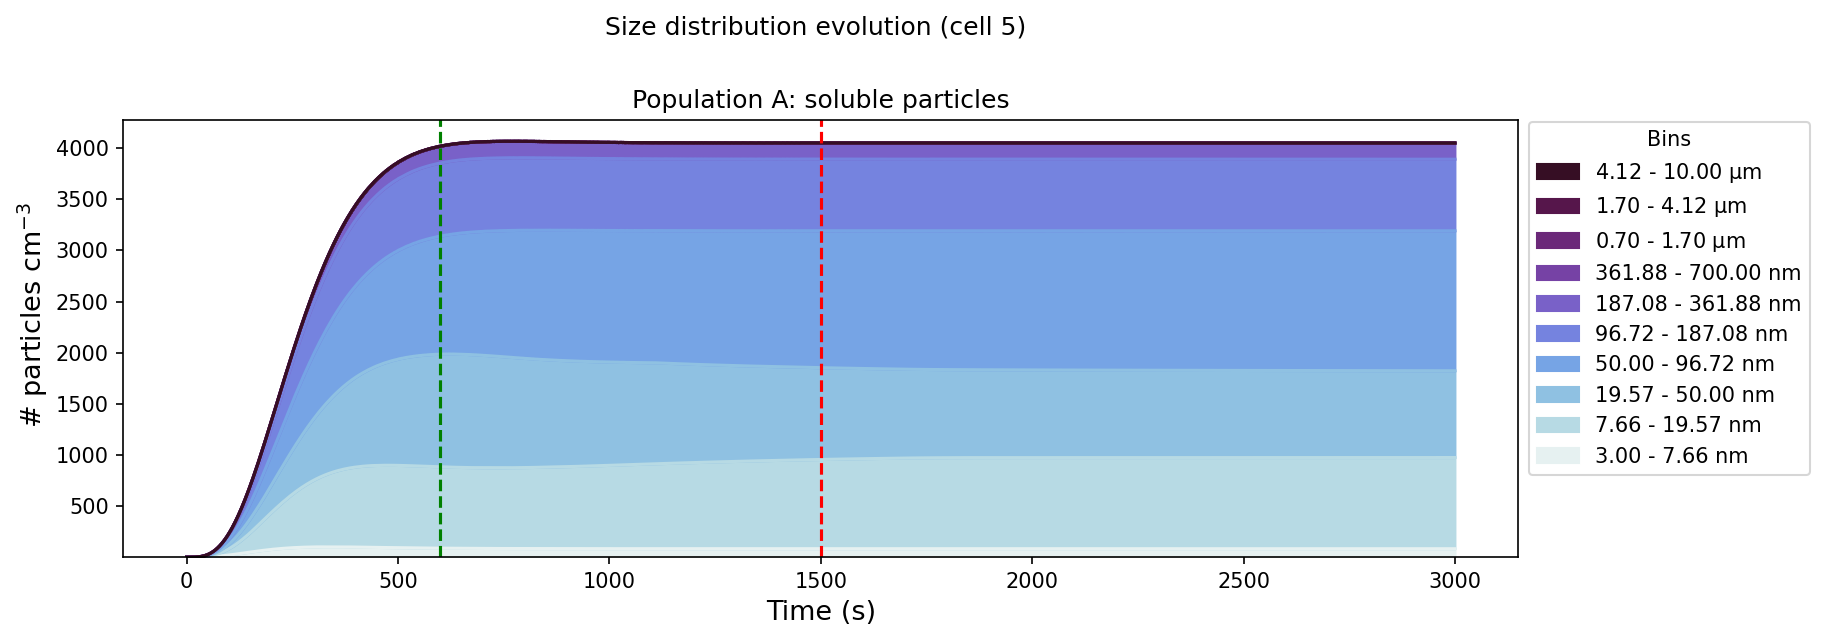 Size distribution evolution (cell 5)
Population A: soluble particles
# particles cm⁻³
4000
3500
3000
2500
2000
1500
1000
500
0 500 1000 1500 2000 2500 3000
Time (s)
Bins
4.12 - 10.00 µm
1.70 - 4.12 µm
0.70 - 1.70 µm
361.88 - 700.00 nm
187.08 - 361.88 nm
96.72 - 187.08 nm
50.00 - 96.72 nm
19.57 - 50.00 nm
7.66 - 19.57 nm
3.00 - 7.66 nm